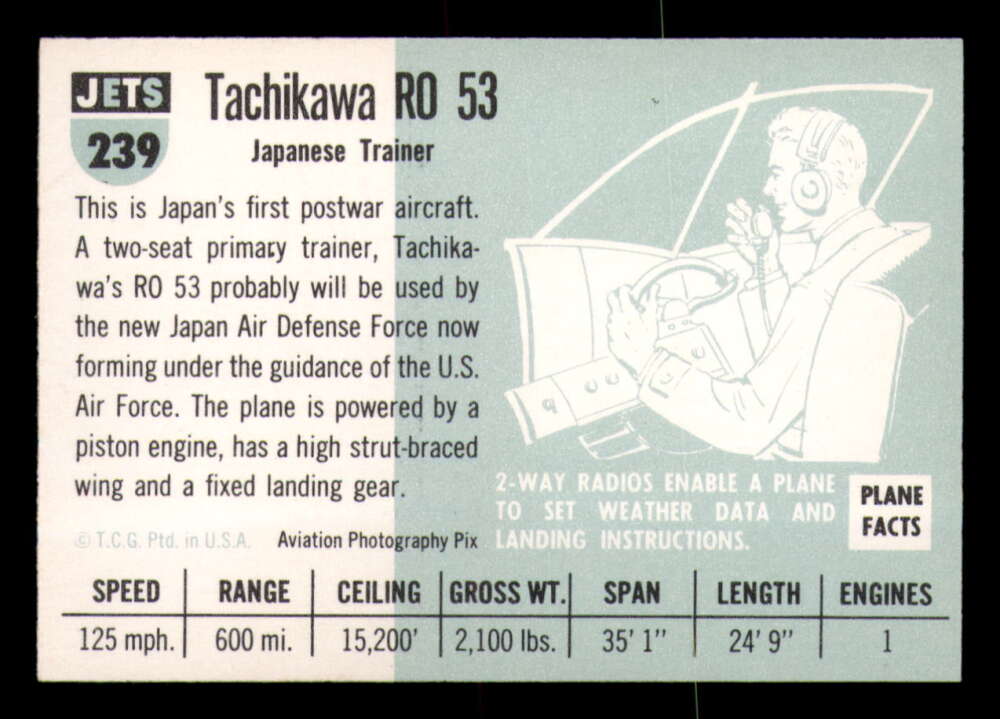 JETS
239
Tachikawa RO 53
Japanese Trainer
This is Japan's first postwar aircraft.
A two-seat primary trainer, Tachika-
wa's RO 53 probably will be used by
the new Japan Air Defense Force now
forming under the guidance of the U.S.
Air Force. The plane is powered by a
piston engine, has a high strut-braced
wing and a fixed landing gear.
© T.C.G. Ptd. in U.S.A. Aviation Photography Pix
2-WAY RADIOS ENABLE A PLANE
TO SET WEATHER DATA AND
LANDING INSTRUCTIONS.
PLANE
FACTS
SPEED RANGE CEILING GROSS WT. SPAN LENGTH ENGINES
125 mph. 600 mi. 15,200' 2,100 lbs. 35' 1" 24' 9" 1